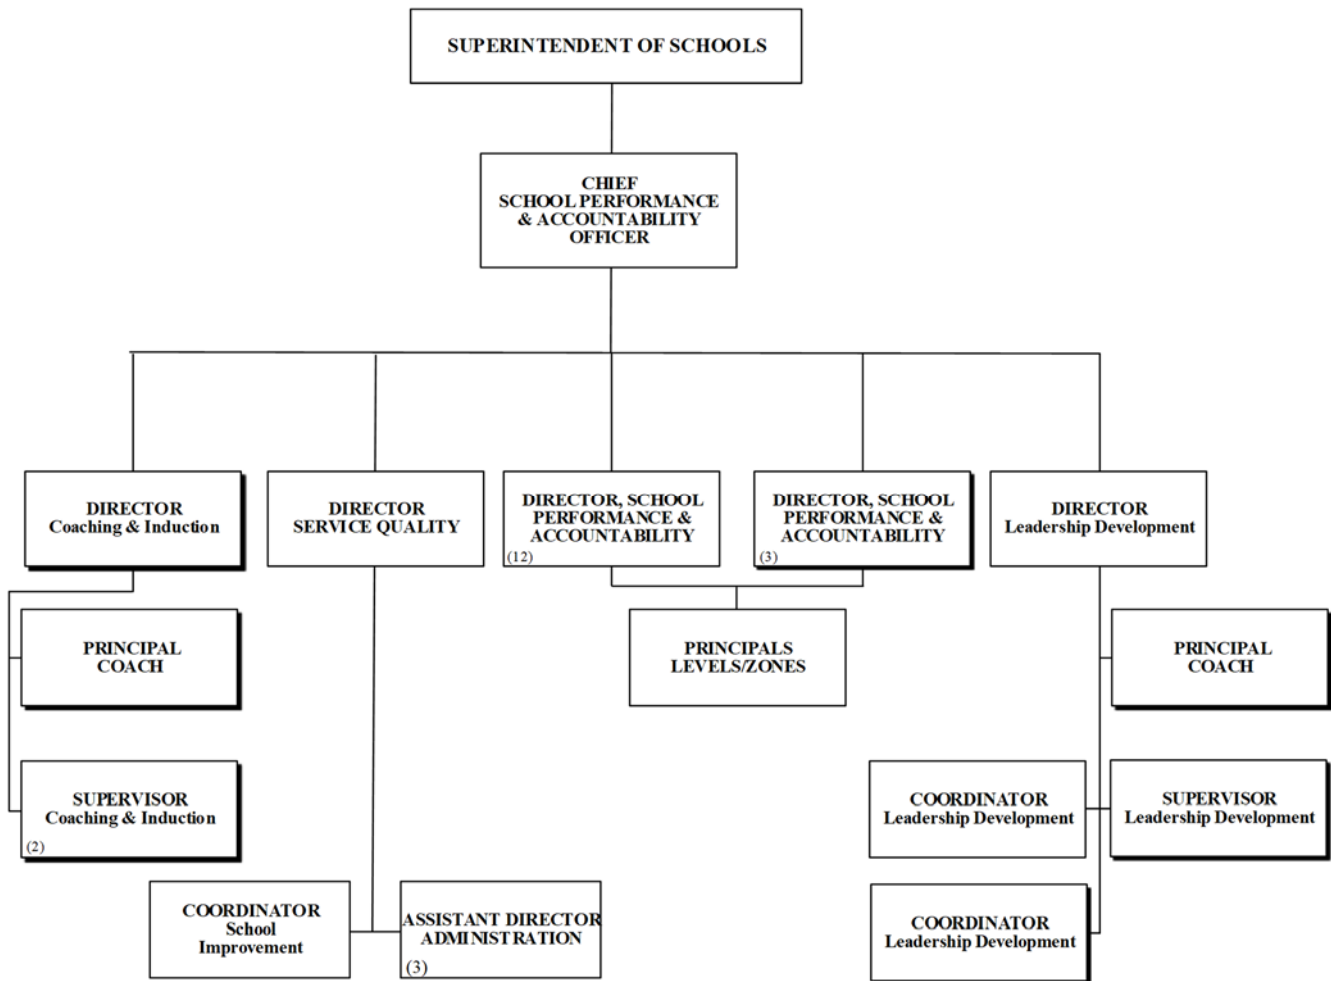 SUPERINTENDENT OF SCHOOLS
CHIEF
SCHOOL PERFORMANCE
& ACCOUNTABILITY
OFFICER
DIRECTOR
Coaching & Induction
DIRECTOR
SERVICE QUALITY
DIRECTOR, SCHOOL
PERFORMANCE &
ACCOUNTABILITY
(12)
DIRECTOR, SCHOOL
PERFORMANCE &
ACCOUNTABILITY
(3)
DIRECTOR
Leadership Development
PRINCIPAL
COACH
PRINCIPALS
LEVELS/ZONES
PRINCIPAL
COACH
SUPERVISOR
Coaching & Induction
(2)
COORDINATOR
Leadership Development
SUPERVISOR
Leadership Development
COORDINATOR
School
Improvement
ASSISTANT DIRECTOR
ADMINISTRATION
(3)
COORDINATOR
Leadership Development